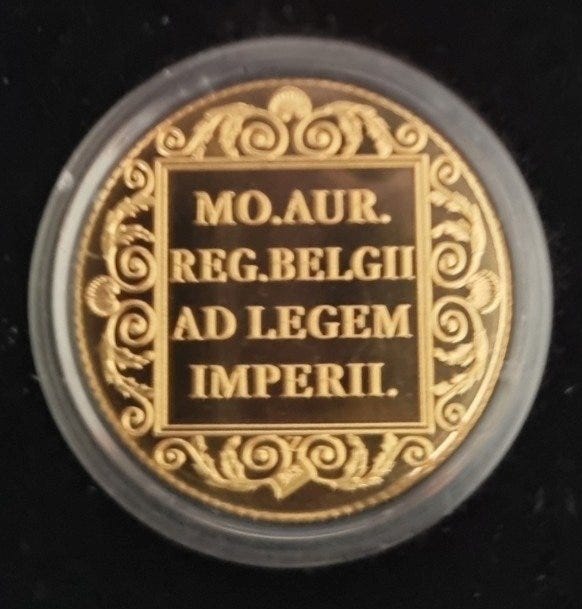 MO.AUR.
REG.BELGII
AD LEGEM
IMPERII.